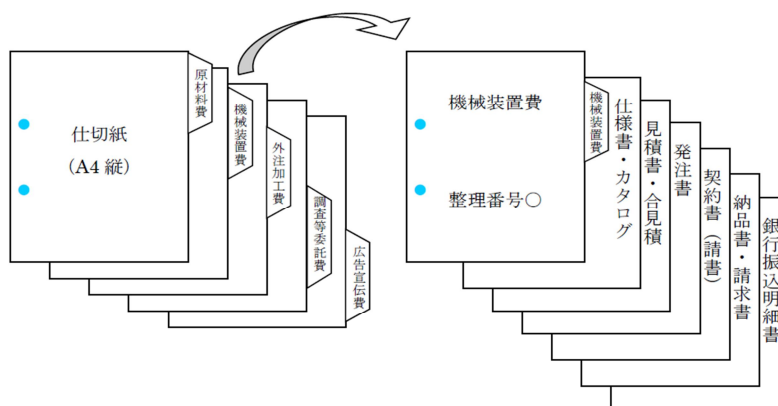 仕切紙
(A4 縦)
原材料費
機械装置費
外注加工費
調査等委託費
広告宣伝費
機械装置費
整理番号○
機械装置費
仕様書・カタログ
見積書・合見積
発注書
契約書（請書）
納品書・請求書
銀行振込明細書